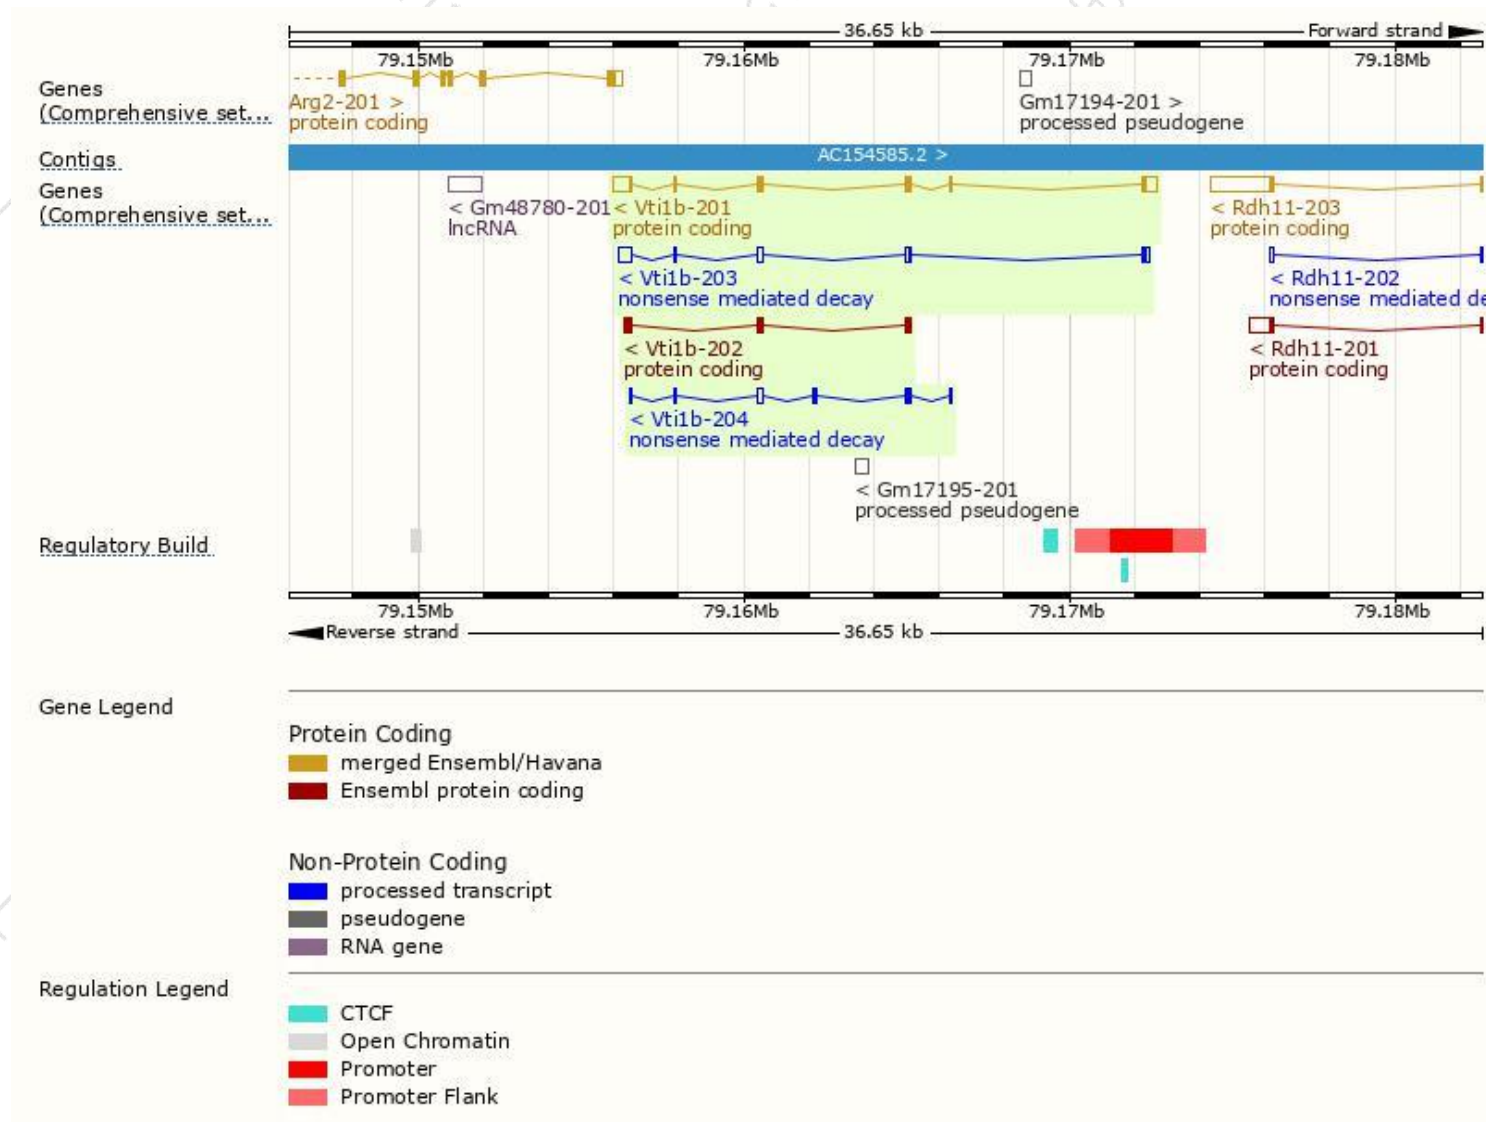 36.65 kb Forward strand
79.15Mb 79.16Mb 79.17Mb 79.18Mb
Genes
(Comprehensive set...
Arg2-201 > Gm17194-201 >
protein coding processed pseudogene
Contigs AC154585.2 >
Genes
(Comprehensive set...
< Gm48780-201 < Vti1b-201 < Rdh11-203
lncRNA protein coding protein coding
< Vti1b-203 < Rdh11-202
nonsense mediated decay nonsense mediated de
< Vti1b-202 < Rdh11-201
protein coding protein coding
< Vti1b-204
nonsense mediated decay
< Gm17195-201
processed pseudogene
Regulatory Build
79.15Mb 79.16Mb 79.17Mb 79.18Mb
Reverse strand 36.65 kb
Gene Legend
Protein Coding
merged Ensembl/Havana
Ensembl protein coding
Non-Protein Coding
processed transcript
pseudogene
RNA gene
Regulation Legend
CTCF
Open Chromatin
Promoter
Promoter Flank